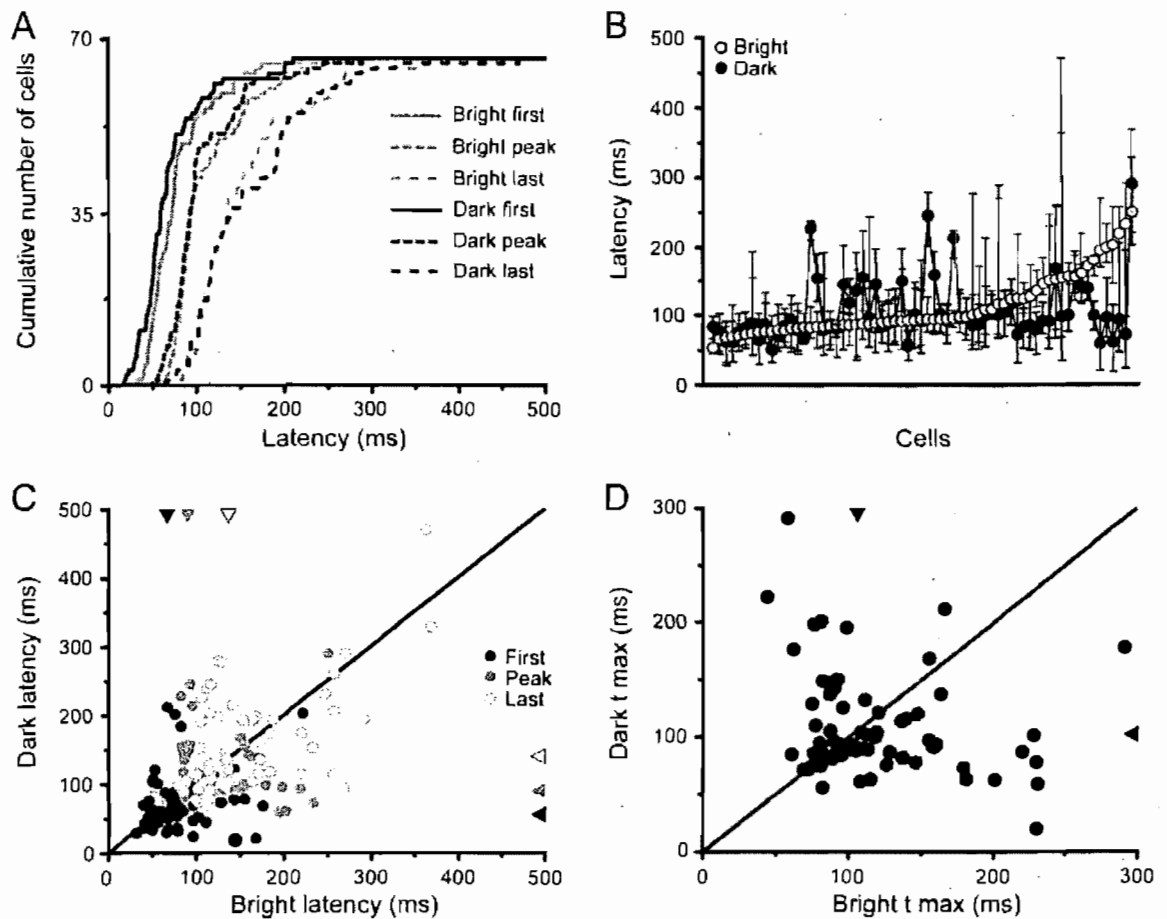 A
70
35
0
Cumulative number of cells
0 100 200 300 400 500
Latency (ms)
Bright first
Bright peak
Bright last
Dark first
Dark peak
Dark last
B
500
400
300
200
100
0
Latency (ms)
Bright
Dark
Cells
C
500
400
300
200
100
0
Dark latency (ms)
First
Peak
Last
0 100 200 300 400 500
Bright latency (ms)
D
300
200
100
0
Dark t max (ms)
0 100 200 300
Bright t max (ms)